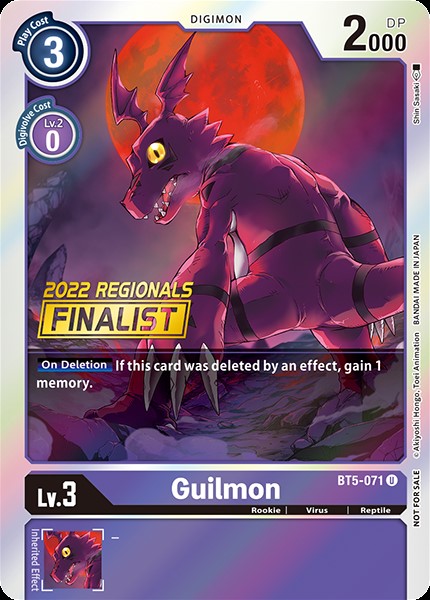 Play Cost
3
DIGIMON
2000
DP
Digivolve Cost
Lv.2
0
Shin Sasaki
2022 REGIONALS
FINALIST
On Deletion If this card was deleted by an effect, gain 1
memory.
© Akiyoshi Hongo, Toei Animation BANDAI MADE IN JAPAN
NOT FOR SALE
Lv.3
Guilmon
BT5-071 U
Rookie | Virus | Reptile
Inherited Effect
–